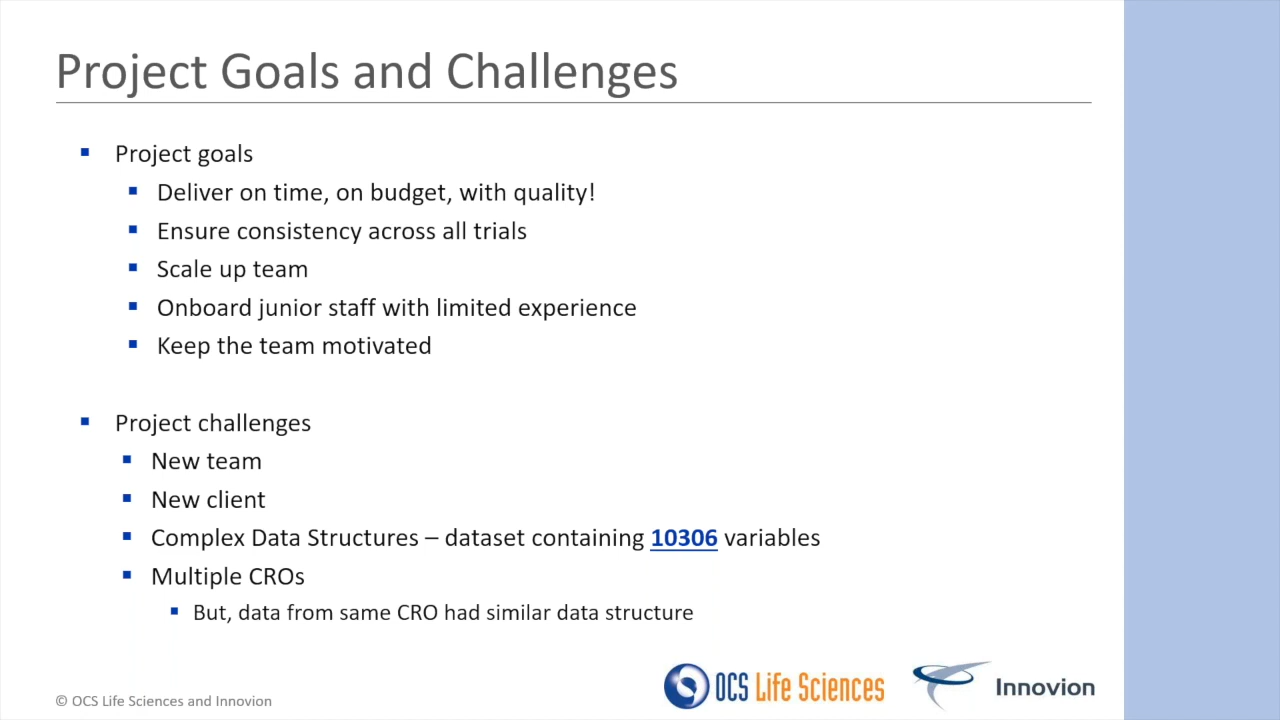 Project Goals and Challenges
Project goals
Deliver on time, on budget, with quality!
Ensure consistency across all trials
Scale up team
Onboard junior staff with limited experience
Keep the team motivated
Project challenges
New team
New client
Complex Data Structures – dataset containing 10306 variables
Multiple CROs
But, data from same CRO had similar data structure
© OCS Life Sciences and Innovion
OCS Life Sciences
Innovion